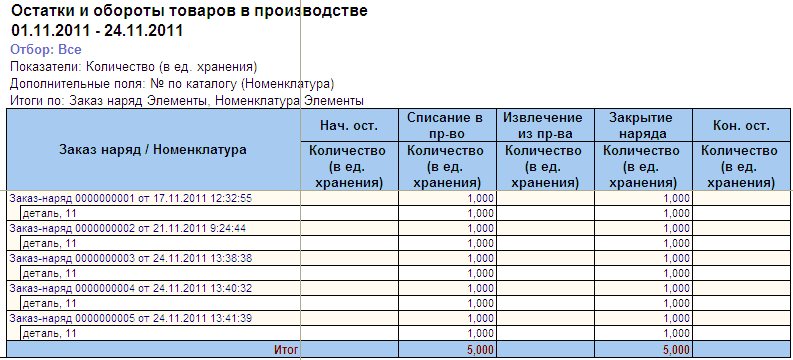 Остатки и обороты товаров в производстве
01.11.2011 - 24.11.2011
Отбор: Все
Показатели: Количество (в ед. хранения)
Дополнительные поля: № по каталогу (Номенклатура)
Итоги по: Заказ наряд Элементы, Номенклатура Элементы
Заказ наряд / Номенклатура
Нач. ост.
Списание в
пр-во
Извлечение
из пр-ва
Закрытие
наряда
Кон. ост.
Количество
(в ед.
хранения)
Количество
(в ед.
хранения)
Количество
(в ед.
хранения)
Количество
(в ед.
хранения)
Количество
(в ед.
хранения)
Заказ-наряд 0000000001 от 17.11.2011 12:32:55 1,000 1,000
деталь, 11 1,000 1,000
Заказ-наряд 0000000002 от 21.11.2011 9:24:44 1,000 1,000
деталь, 11 1,000 1,000
Заказ-наряд 0000000003 от 24.11.2011 13:38:38 1,000 1,000
деталь, 11 1,000 1,000
Заказ-наряд 0000000004 от 24.11.2011 13:40:32 1,000 1,000
деталь, 11 1,000 1,000
Заказ-наряд 0000000005 от 24.11.2011 13:41:39 1,000 1,000
деталь, 11 1,000 1,000
Итог 5,000 5,000